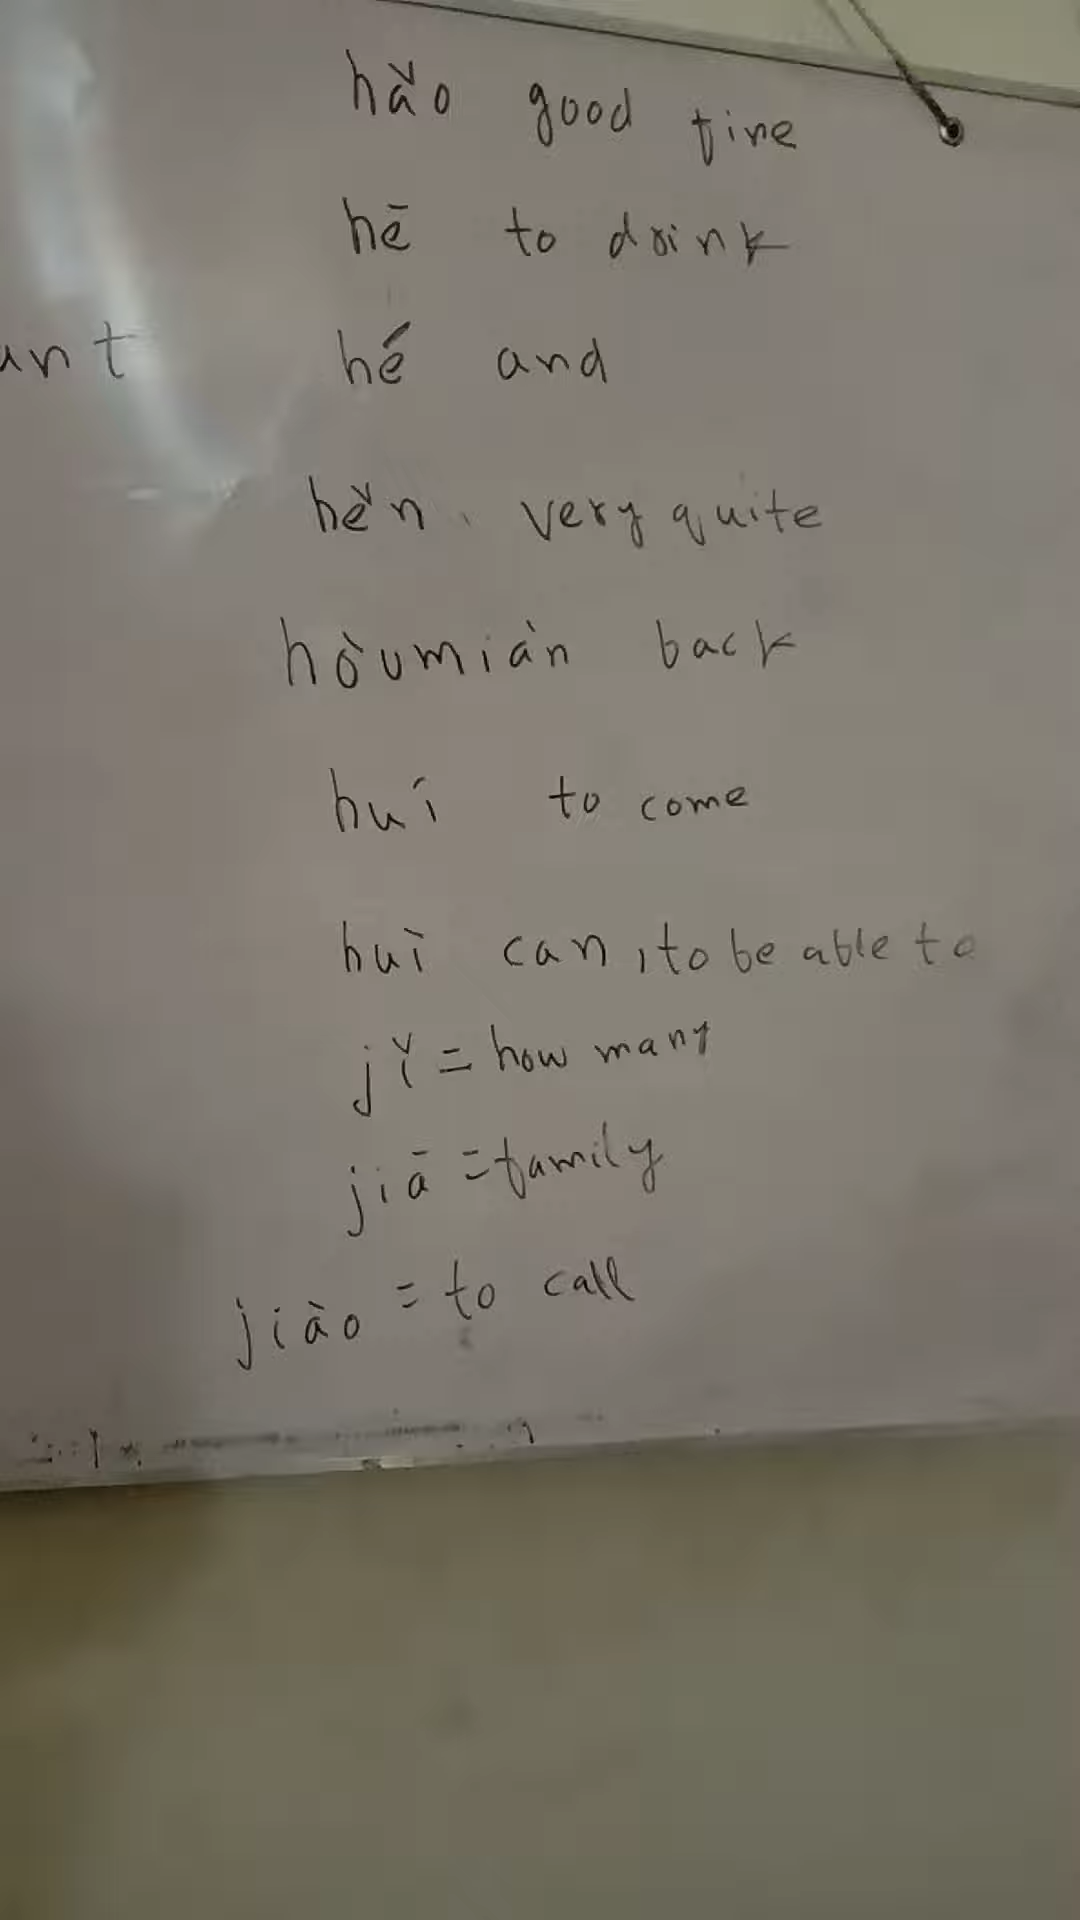 hǎo good fine
hē to drink
hé and
hěn very quite
hòumiàn back
huí to come
huì can, to be able to
jǐ = how many
jiā = family
jiào = to call